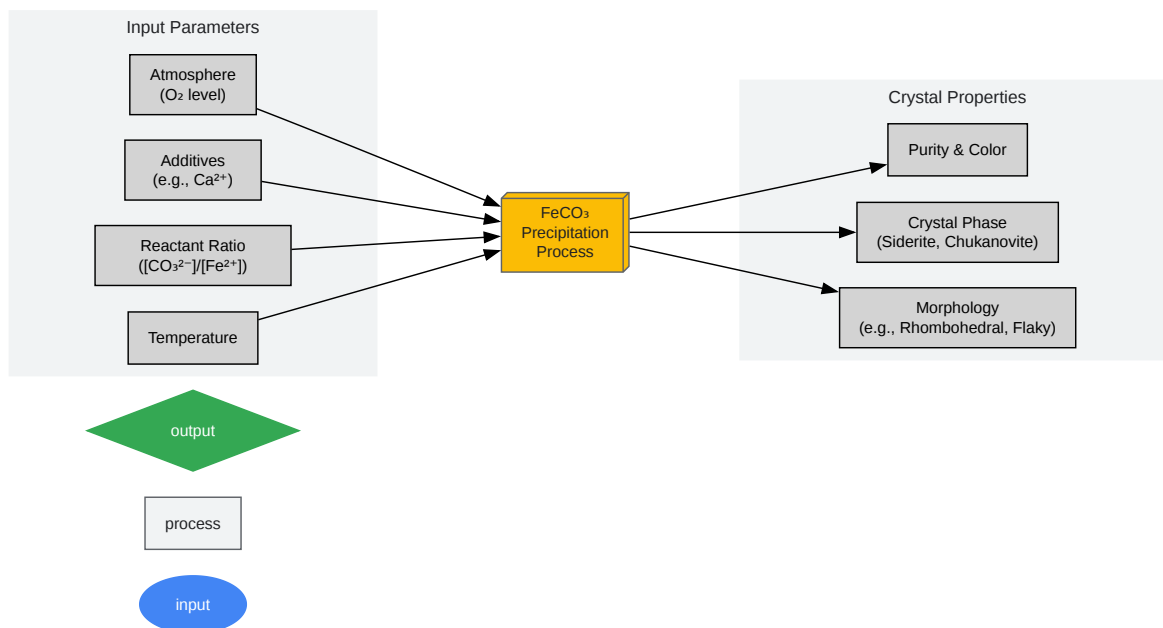 Input Parameters
Atmosphere
(O₂ level)
Additives
(e.g., Ca²⁺)
Reactant Ratio
([CO₃²⁻]/[Fe²⁺])
Temperature
FeCO₃
Precipitation
Process
Crystal Properties
Purity & Color
Crystal Phase
(Siderite, Chukanovite)
Morphology
(e.g., Rhombohedral, Flaky)
output
process
input